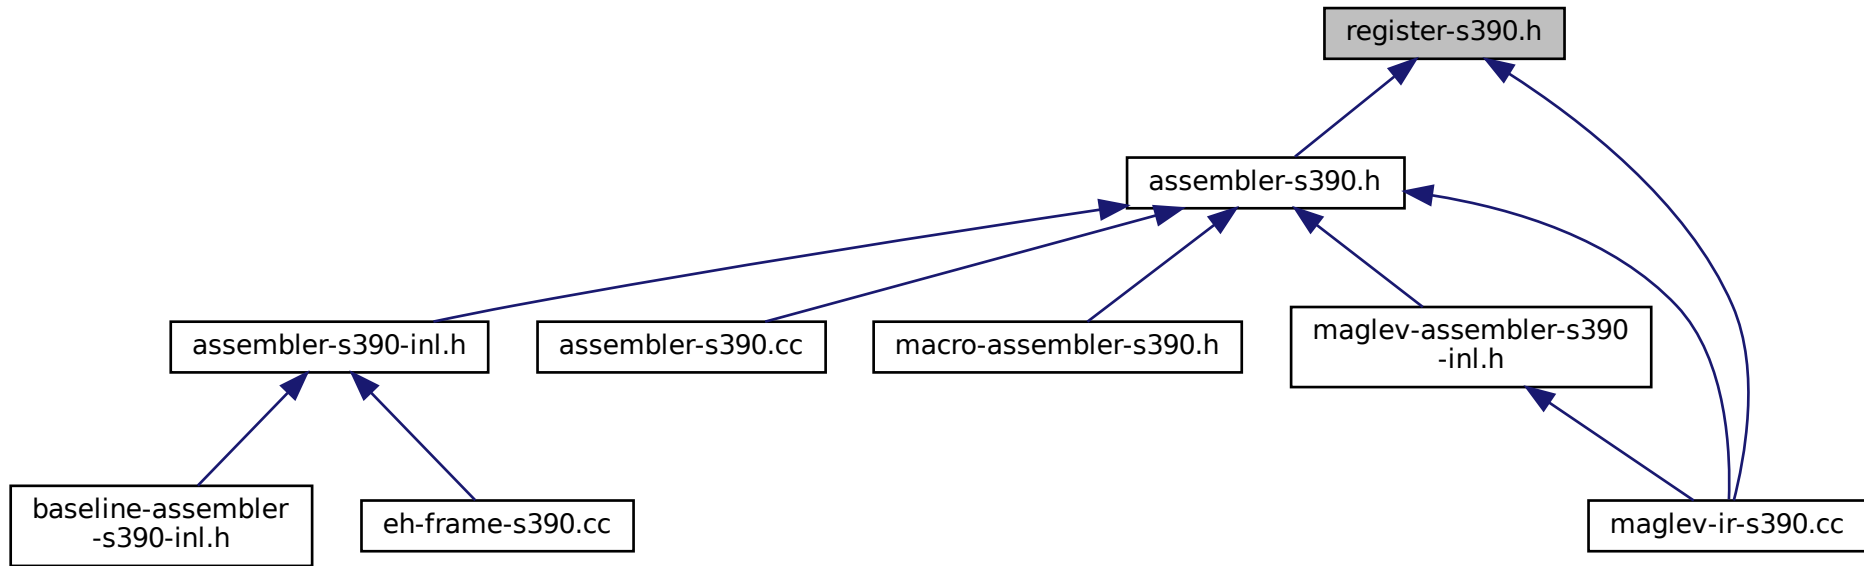 register-s390.h
assembler-s390.h
assembler-s390-inl.h
assembler-s390.cc
macro-assembler-s390.h
maglev-assembler-s390
-inl.h
baseline-assembler
-s390-inl.h
eh-frame-s390.cc
maglev-ir-s390.cc